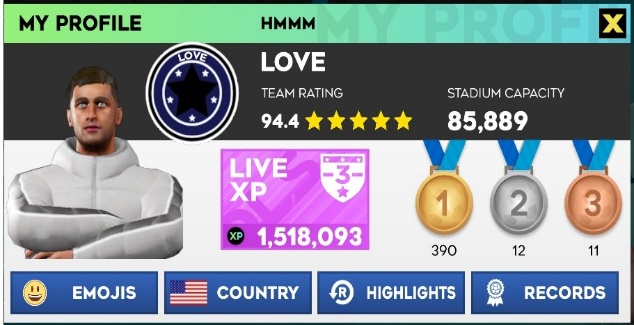 MY PROFILE
HMMM
MY PROF
X
LOVE
LOVE
TEAM RATING
94.4
STADIUM CAPACITY
85,889
LIVE
XP
3
XP 1,518,093
1
390
2
12
3
11
EMOJIS
COUNTRY
R HIGHLIGHTS
RECORDS